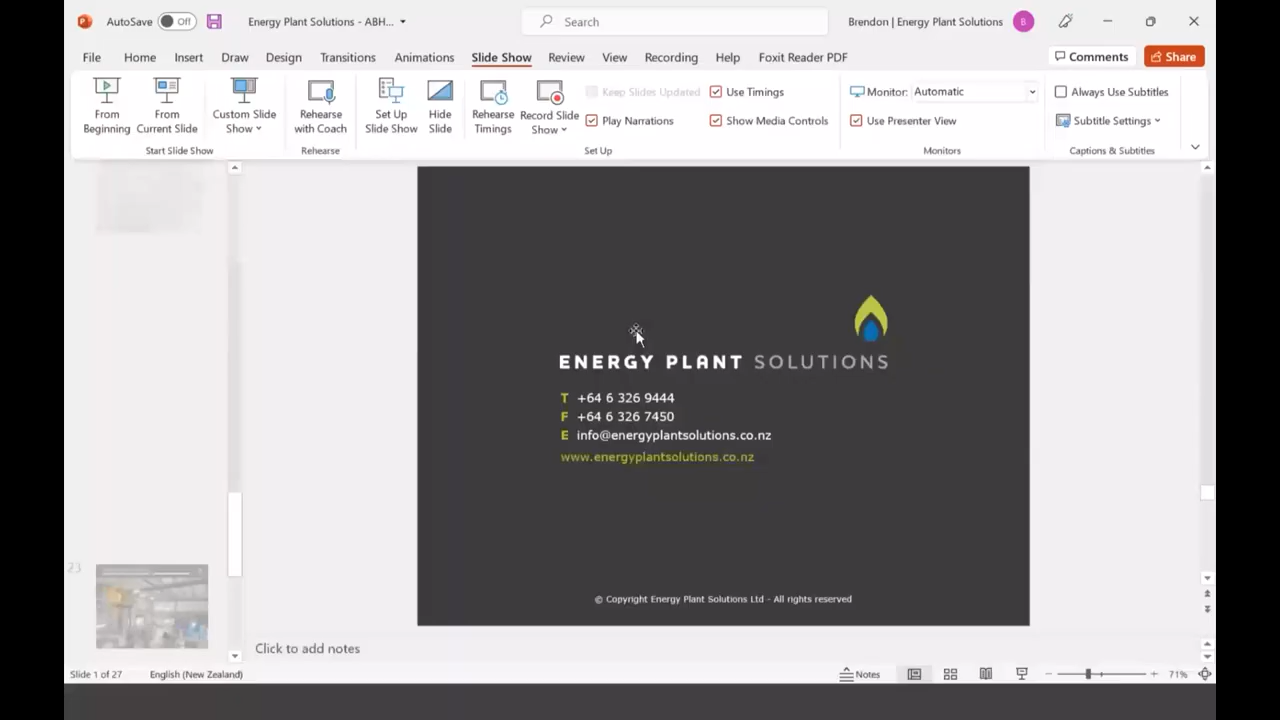 AutoSave Off Energy Plant Solutions - ABH... Search Brendon | Energy Plant Solutions B
File Home Insert Draw Design Transitions Animations Slide Show Review View Recording Help Foxit Reader PDF Comments Share
From Beginning
From Current Slide
Custom Slide Show
Rehearse with Coach
Set Up Slide Show
Hide Slide
Rehearse Timings
Record Slide Show
Keep Slides Updated
Use Timings
Play Narrations
Show Media Controls
Monitor: Automatic
Use Presenter View
Always Use Subtitles
Subtitle Settings
Start Slide Show Rehearse Set Up Monitors Captions & Subtitles
ENERGY PLANT SOLUTIONS
T +64 6 326 9444
F +64 6 326 7450
E info@energyplantsolutions.co.nz
www.energyplantsolutions.co.nz
23
© Copyright Energy Plant Solutions Ltd - All rights reserved
Click to add notes
Slide 1 of 27 English (New Zealand) Notes 71%